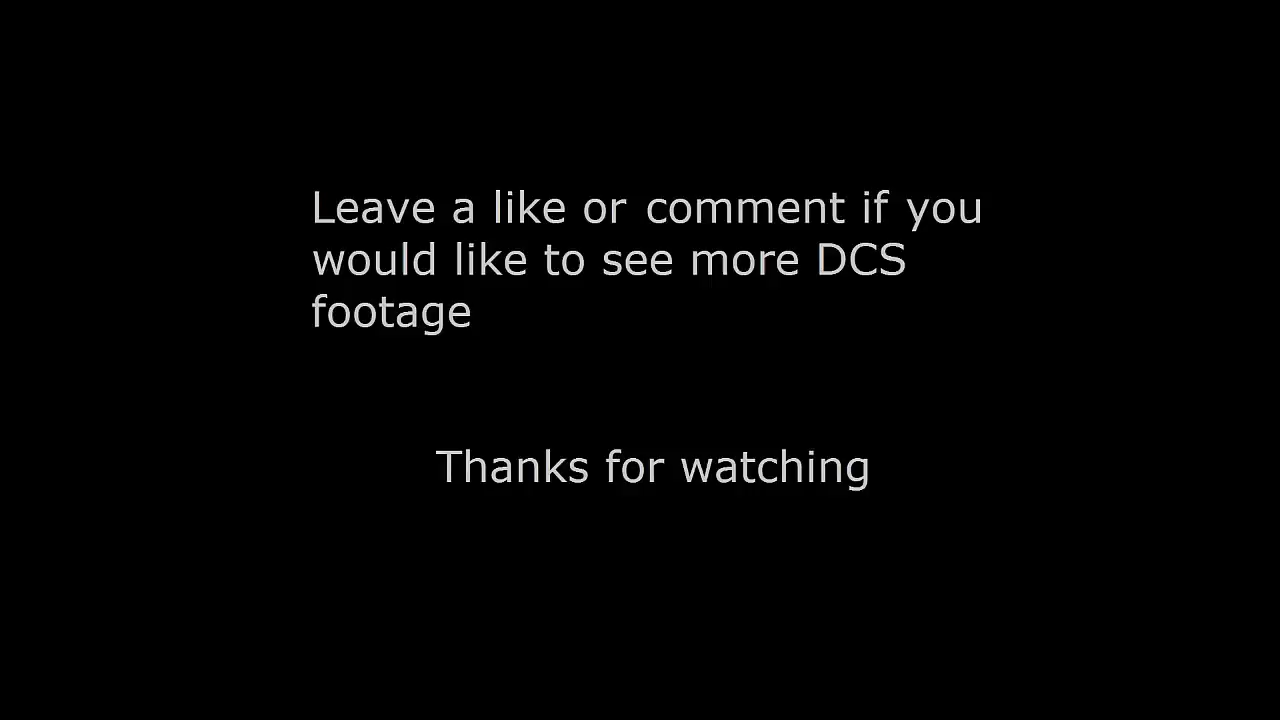 Leave a like or comment if you
would like to see more DCS
footage
Thanks for watching